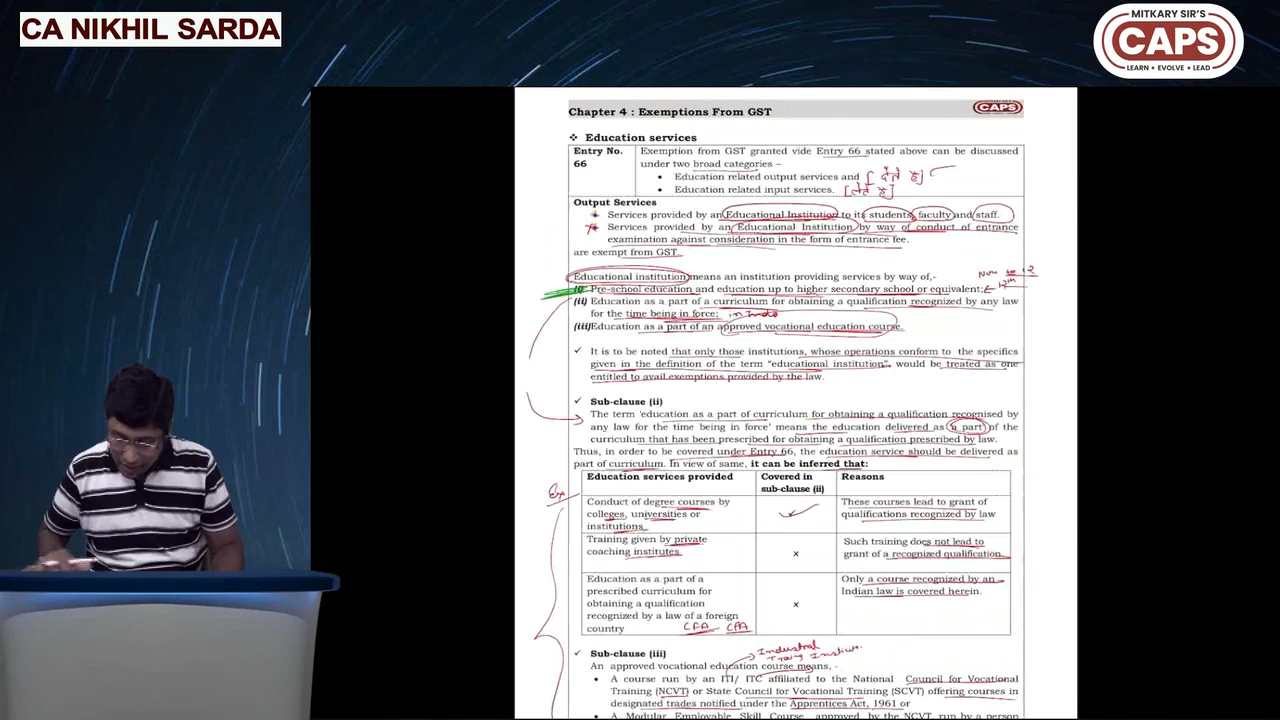 CA NIKHIL SARDA
MITKARY SIR'S
CAPS
LEARN • EVOLVE • LEAD
Chapter 4 : Exemptions From GST
CAPS
❖ Education services
Entry No. 66
Exemption from GST granted vide Entry 66 stated above can be discussed
under two broad categories –
• Education related output services and [ देते है ]
• Education related input services. [लेते है]
Output Services
Services provided by an Educational Institution to its students, faculty and staff.
Services provided by an Educational Institution by way of conduct of entrance
examination against consideration in the form of entrance fee.
are exempt from GST.
Educational institution means an institution providing services by way of,-
(i) Pre-school education and education up to higher secondary school or equivalent;
12th
(ii) Education as a part of a curriculum for obtaining a qualification recognized by any law
for the time being in force; in India
(iii)Education as a part of an approved vocational education course.
✓ It is to be noted that only those institutions, whose operations conform to the specifics
given in the definition of the term "educational institution", would be treated as one
entitled to avail exemptions provided by the law.
✓ Sub-clause (ii)
The term 'education as a part of curriculum for obtaining a qualification recognised by
any law for the time being in force' means the education delivered as a part of the
curriculum that has been prescribed for obtaining a qualification prescribed by law.
Thus, in order to be covered under Entry 66, the education service should be delivered as
part of curriculum. In view of same, it can be inferred that:
Exp
Education services provided
Covered in
sub-clause (ii)
Reasons
Conduct of degree courses by
colleges, universities or
institutions
✓
These courses lead to grant of
qualifications recognized by law
Training given by private
coaching institutes
x
Such training does not lead to
grant of a recognized qualification
Education as a part of a
prescribed curriculum for
obtaining a qualification
recognized by a law of a foreign
country CFA CPA
x
Only a course recognized by an
Indian law is covered herein.
✓ Sub-clause (iii)
Industrial
An approved vocational education course means, -
• A course run by an ITI/ ITC affiliated to the National Council for Vocational
Training (NCVT) or State Council for Vocational Training (SCVT) offering courses in
designated trades notified under the Apprentices Act, 1961 or
• A Modular Employable Skill Course, approved by the NCVT, run by a person